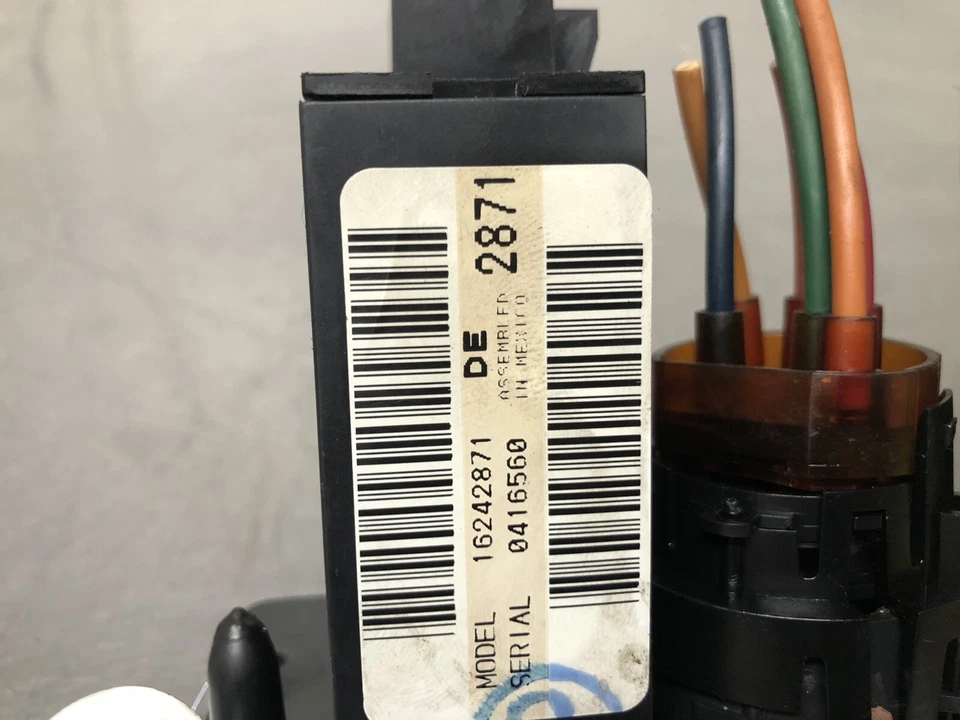 MODEL 16242871 DE 2871
SERIAL 0416560 ASSEMBLED
IN MEXICO